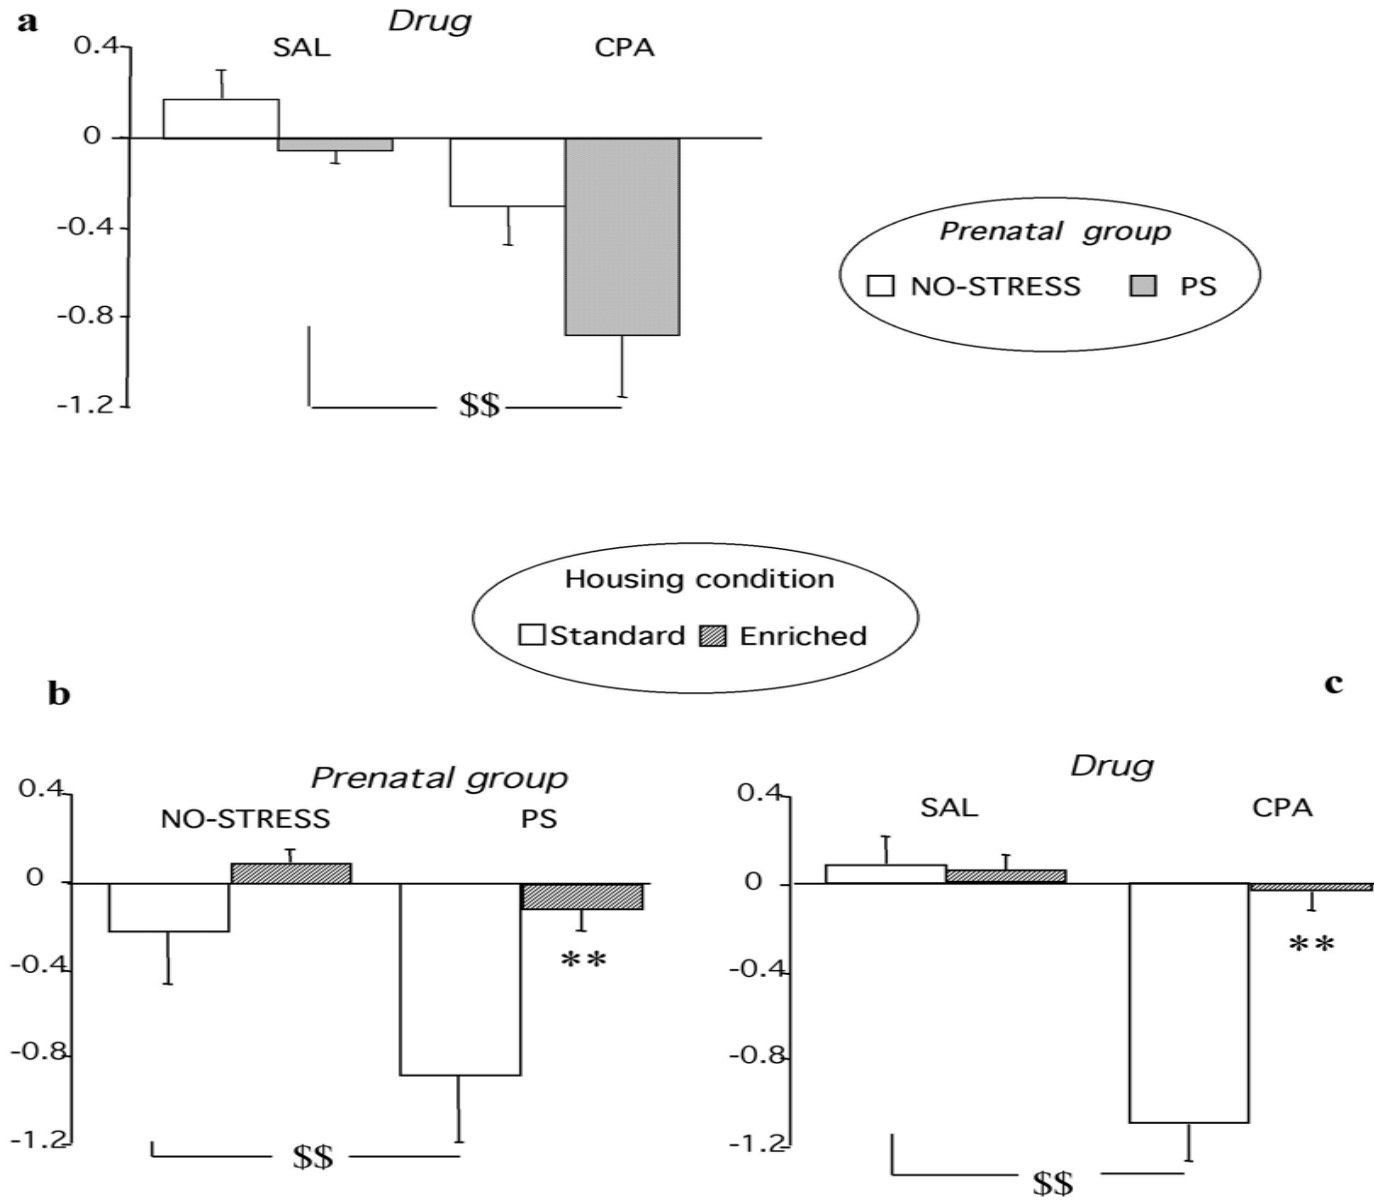 a
Drug
SAL CPA
0.4
0
-0.4
-0.8
-1.2
$$
Prenatal group
NO-STRESS PS
Housing condition
Standard Enriched
b
Prenatal group
NO-STRESS PS
0.4
0
-0.4
-0.8
-1.2
**
$$
c
Drug
SAL CPA
0.4
0
-0.4
-0.8
-1.2
**
$$